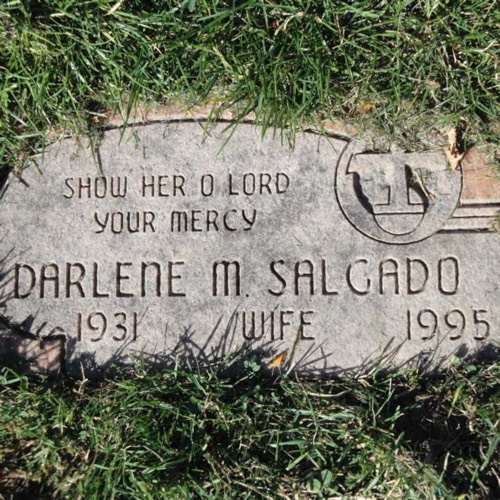 SHOW HER O LORD
YOUR MERCY
DARLENE M. SALGADO
1931 WIFE 1995